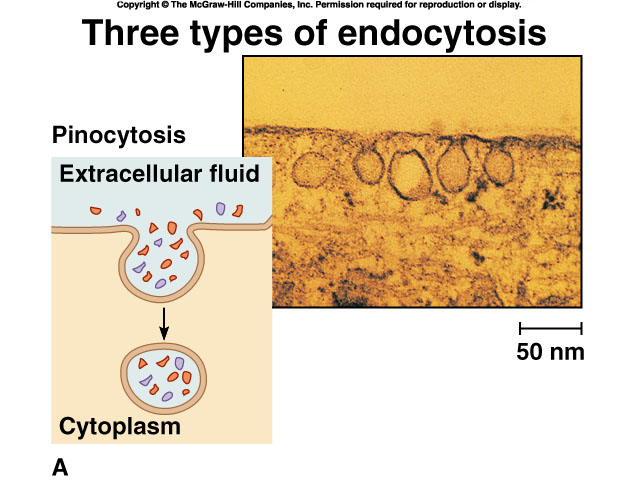 Copyright © The McGraw-Hill Companies, Inc. Permission required for reproduction or display.
Three types of endocytosis
Pinocytosis
Extracellular fluid
50 nm
Cytoplasm
A